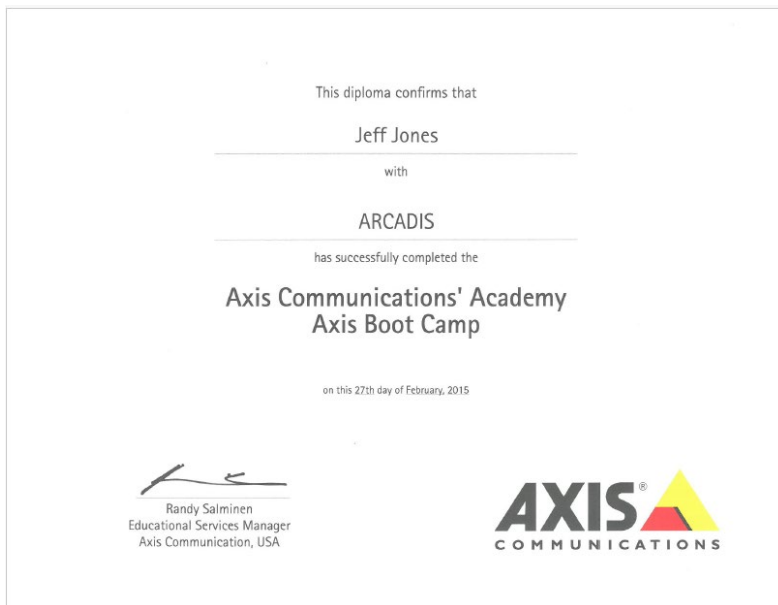 This diploma confirms that
Jeff Jones
with
ARCADIS
has successfully completed the
Axis Communications' Academy
Axis Boot Camp
on this 27th day of February, 2015
Randy Salminen
Educational Services Manager
Axis Communication, USA
AXIS®
COMMUNICATIONS